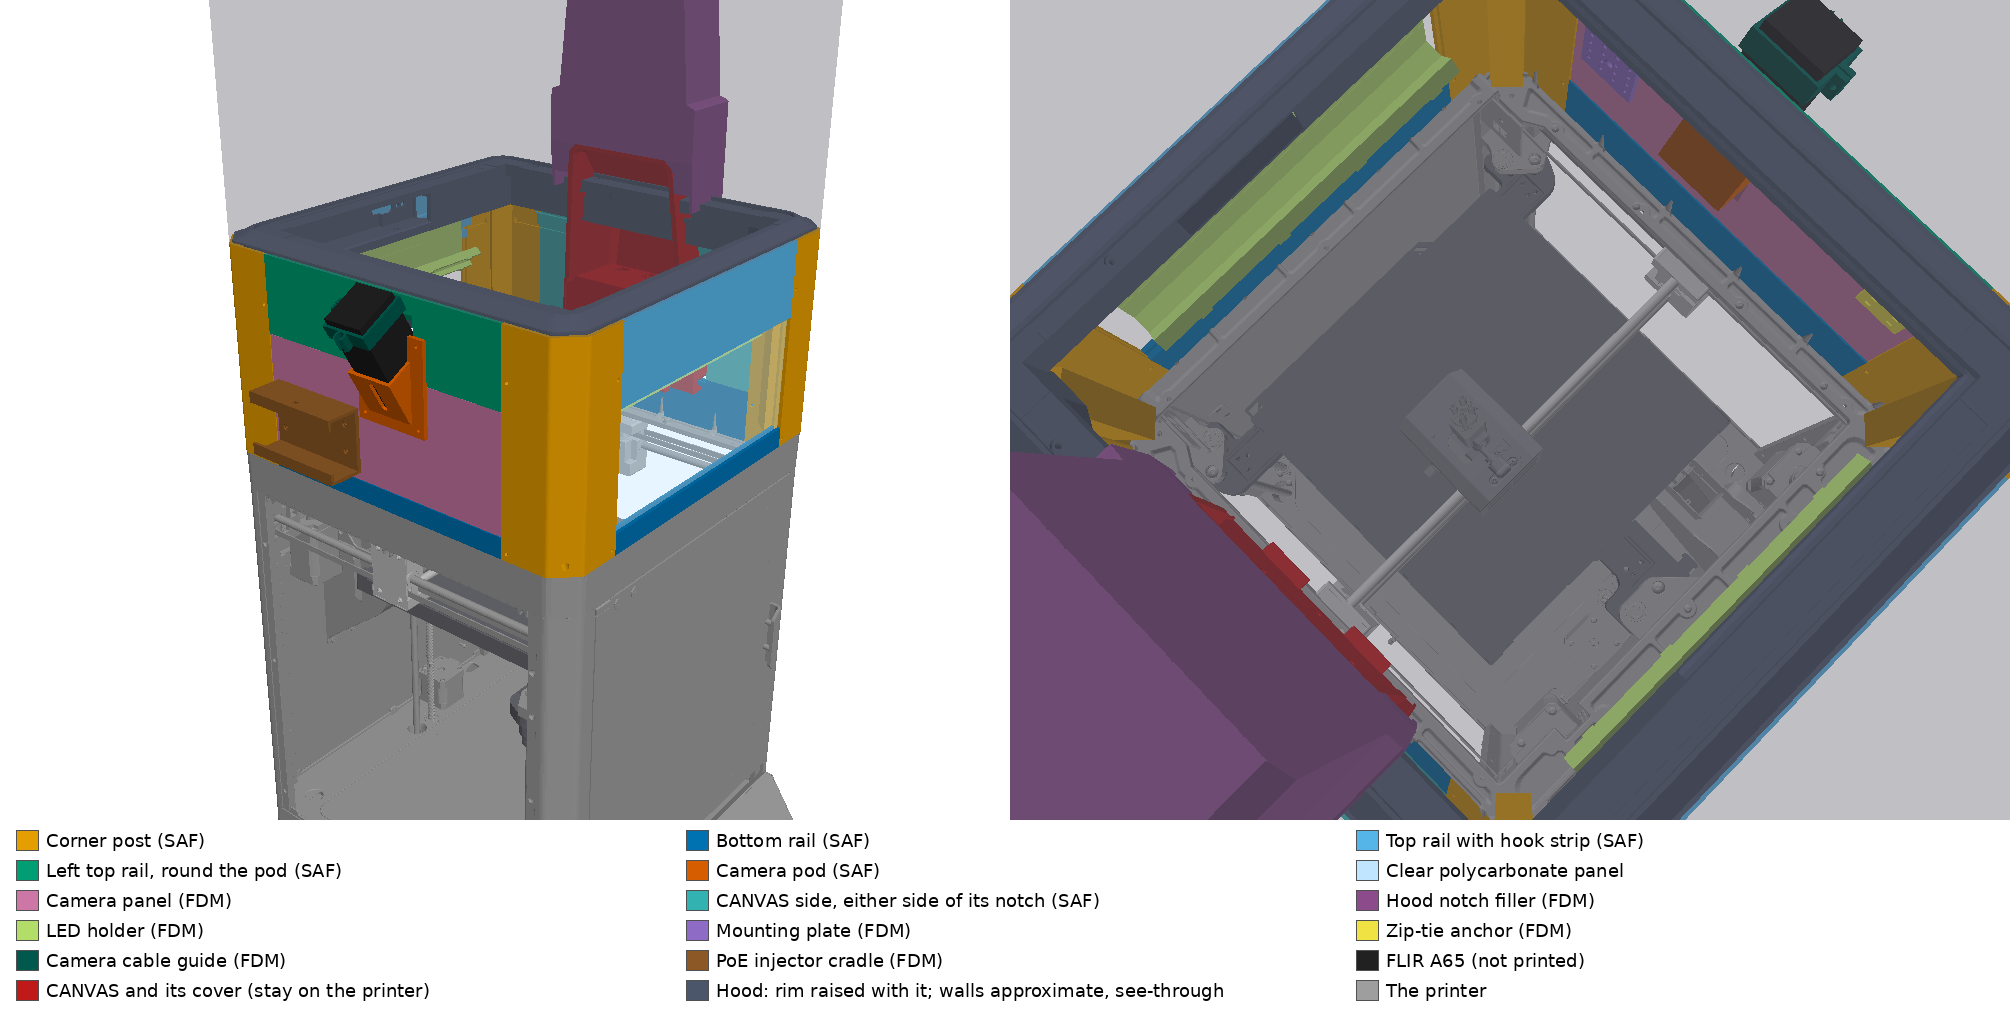 Corner post (SAF)
Bottom rail (SAF)
Top rail with hook strip (SAF)
Left top rail, round the pod (SAF)
Camera pod (SAF)
Clear polycarbonate panel
Camera panel (FDM)
CANVAS side, either side of its notch (SAF)
Hood notch filler (FDM)
LED holder (FDM)
Mounting plate (FDM)
Zip-tie anchor (FDM)
Camera cable guide (FDM)
PoE injector cradle (FDM)
FLIR A65 (not printed)
CANVAS and its cover (stay on the printer)
Hood: rim raised with it; walls approximate, see-through
The printer